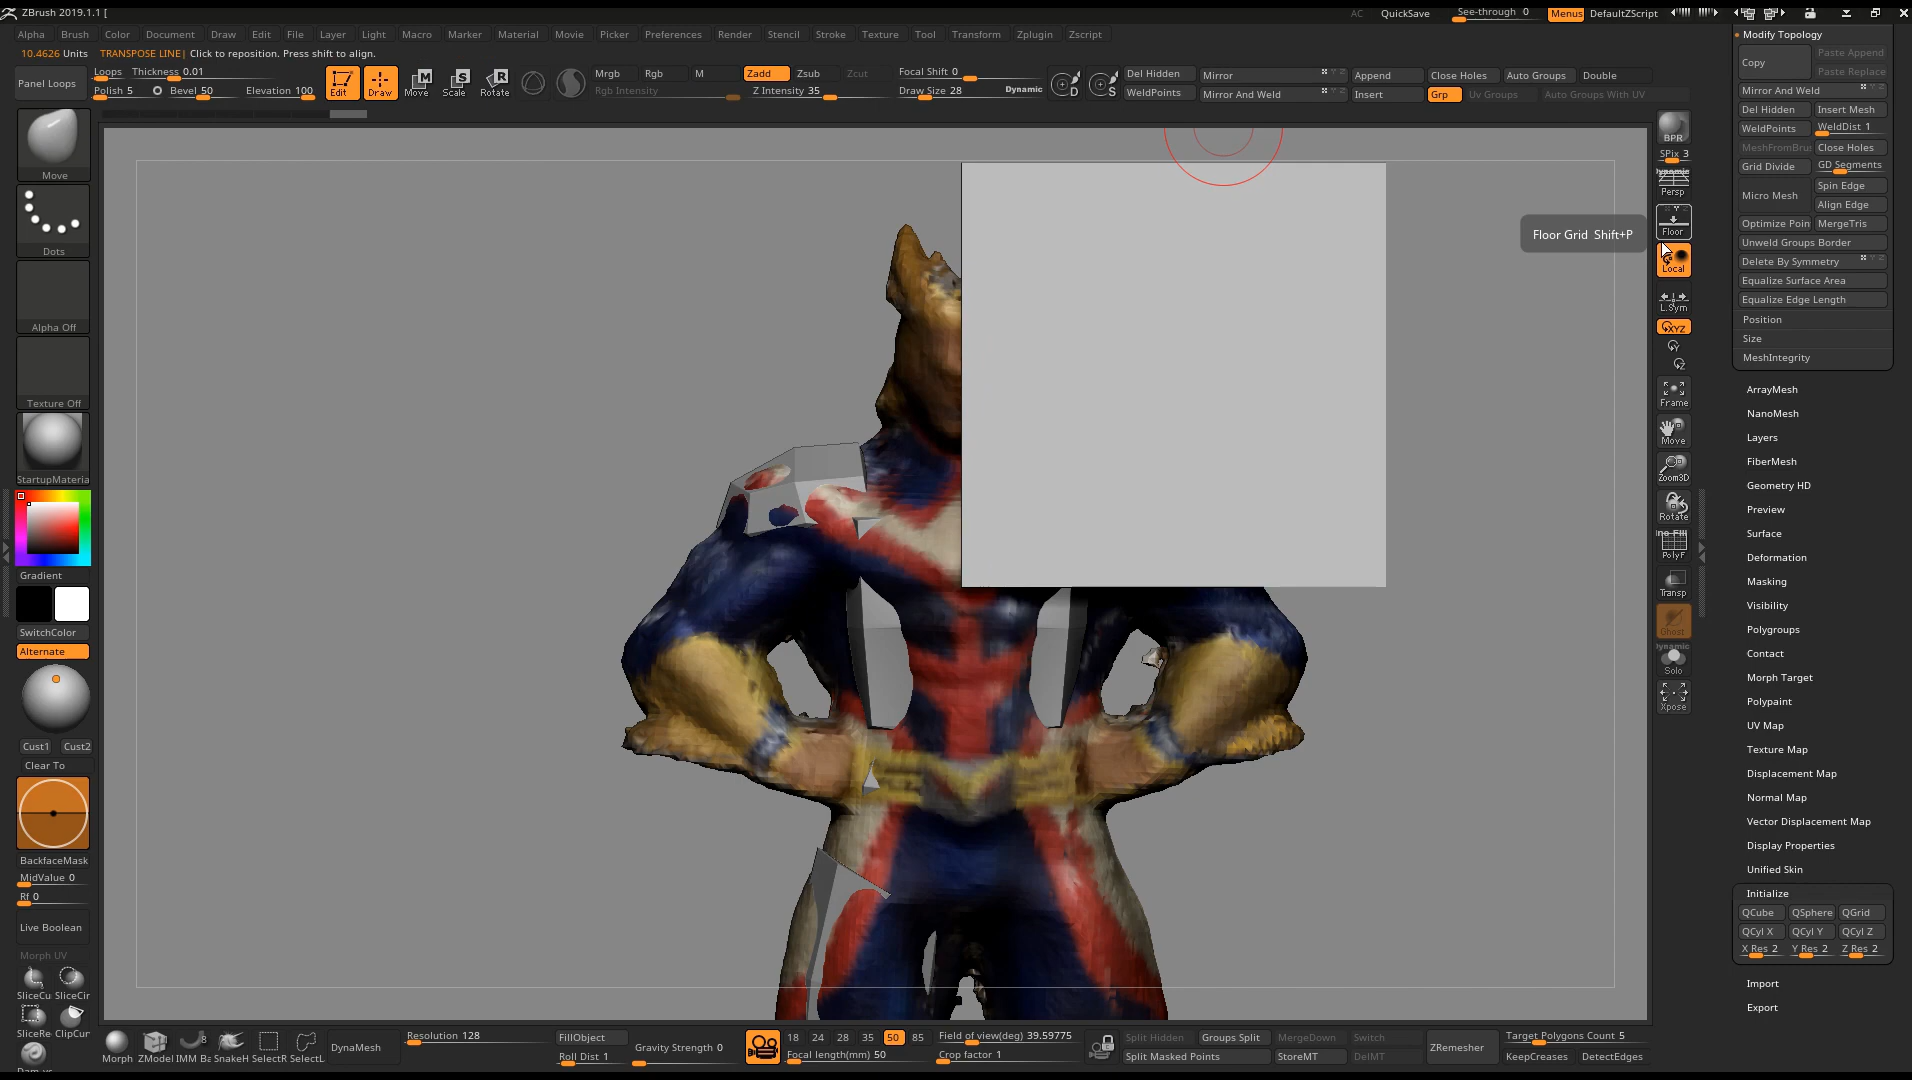 ZBrush 2019.1.1 [
AC QuickSave See-through 0 Menus DefaultZScript
Alpha Brush Color Document Draw Edit File Layer Light Macro Marker Material Movie Picker Preferences Render Stencil Stroke Texture Tool Transform Zplugin Zscript
10.4626 Units TRANSPOSE LINE| Click to reposition. Press shift to align.
Panel Loops
Loops Thickness 0.01
Polish 5 Bevel 50 Elevation 100
Edit Draw Move Scale Rotate
Mrgb Rgb M Zadd Zsub Zcut
Rgb Intensity Z Intensity 35
Focal Shift 0
Draw Size 28 Dynamic
D S
Del Hidden Mirror Append Close Holes Auto Groups Double
WeldPoints Mirror And Weld Insert Grp Uv Groups Auto Groups With UV
Move
Dots
Alpha Off
Texture Off
StartupMateria
Gradient
SwitchColor
Alternate
Cust1 Cust2
Clear To
BackfaceMask
MidValue 0
Rf 0
Live Boolean
Morph UV
SliceCu SliceCir
SliceRe ClipCur
Floor Grid Shift+P
BPR
SPix 3
Dynamic
Persp
Floor
Local
L.Sym
XYZ
Y
Z
Frame
Move
Zoom3D
Rotate
PolyF
Transp
Ghost
Dynamic
Solo
Xpose
Modify Topology
Copy Paste Append
Paste Replace
Mirror And Weld
Del Hidden Insert Mesh
WeldPoints WeldDist 1
MeshFromBru Close Holes
Grid Divide GD Segments
Micro Mesh Spin Edge
Align Edge
Optimize Poin MergeTris
Unweld Groups Border
Delete By Symmetry
Equalize Surface Area
Equalize Edge Length
Position
Size
MeshIntegrity
ArrayMesh
NanoMesh
Layers
FiberMesh
Geometry HD
Preview
Surface
Deformation
Masking
Visibility
Polygroups
Contact
Morph Target
Polypaint
UV Map
Texture Map
Displacement Map
Normal Map
Vector Displacement Map
Display Properties
Unified Skin
Initialize
QCube QSphere QGrid
QCyl X QCyl Y QCyl Z
X Res 2 Y Res 2 Z Res 2
Import
Export
Morph ZModel IMM Ba SnakeH SelectR SelectL
Resolution 128
DynaMesh
FillObject
Roll Dist 1
Gravity Strength 0
18 24 28 35 50 85
Focal length(mm) 50
Field of view(deg) 39.59775
Crop factor 1
Split Hidden Groups Split MergeDown Switch
Split Masked Points StoreMT DelMT
ZRemesher
Target Polygons Count 5
KeepCreases DetectEdges